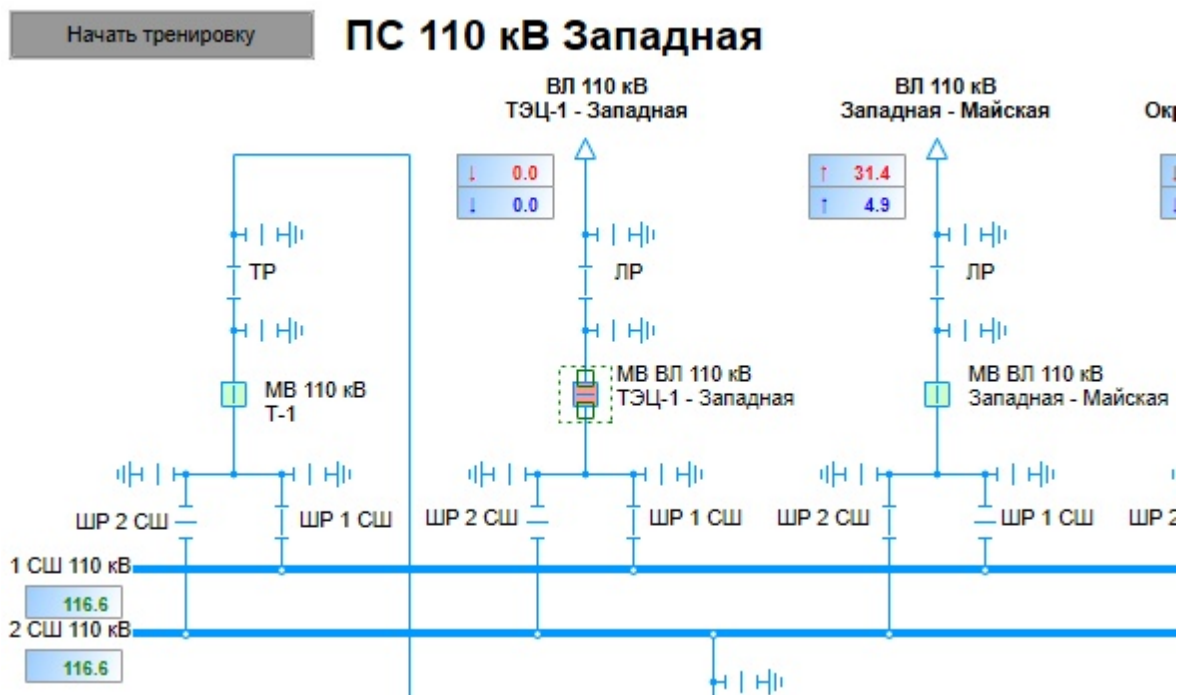 Начать тренировку
ПС 110 кВ Западная
ВЛ 110 кВ
ТЭЦ-1 - Западная
ВЛ 110 кВ
Западная - Майская
↓ 0.0
↓ 0.0
↑ 31.4
↑ 4.9
ТР
ЛР
ЛР
МВ 110 кВ
Т-1
МВ ВЛ 110 кВ
ТЭЦ-1 - Западная
МВ ВЛ 110 кВ
Западная - Майская
ШР 2 СШ
ШР 1 СШ
ШР 2 СШ
ШР 1 СШ
ШР 2 СШ
ШР 1 СШ
ШР 2
1 СШ 110 кВ
116.6
2 СШ 110 кВ
116.6